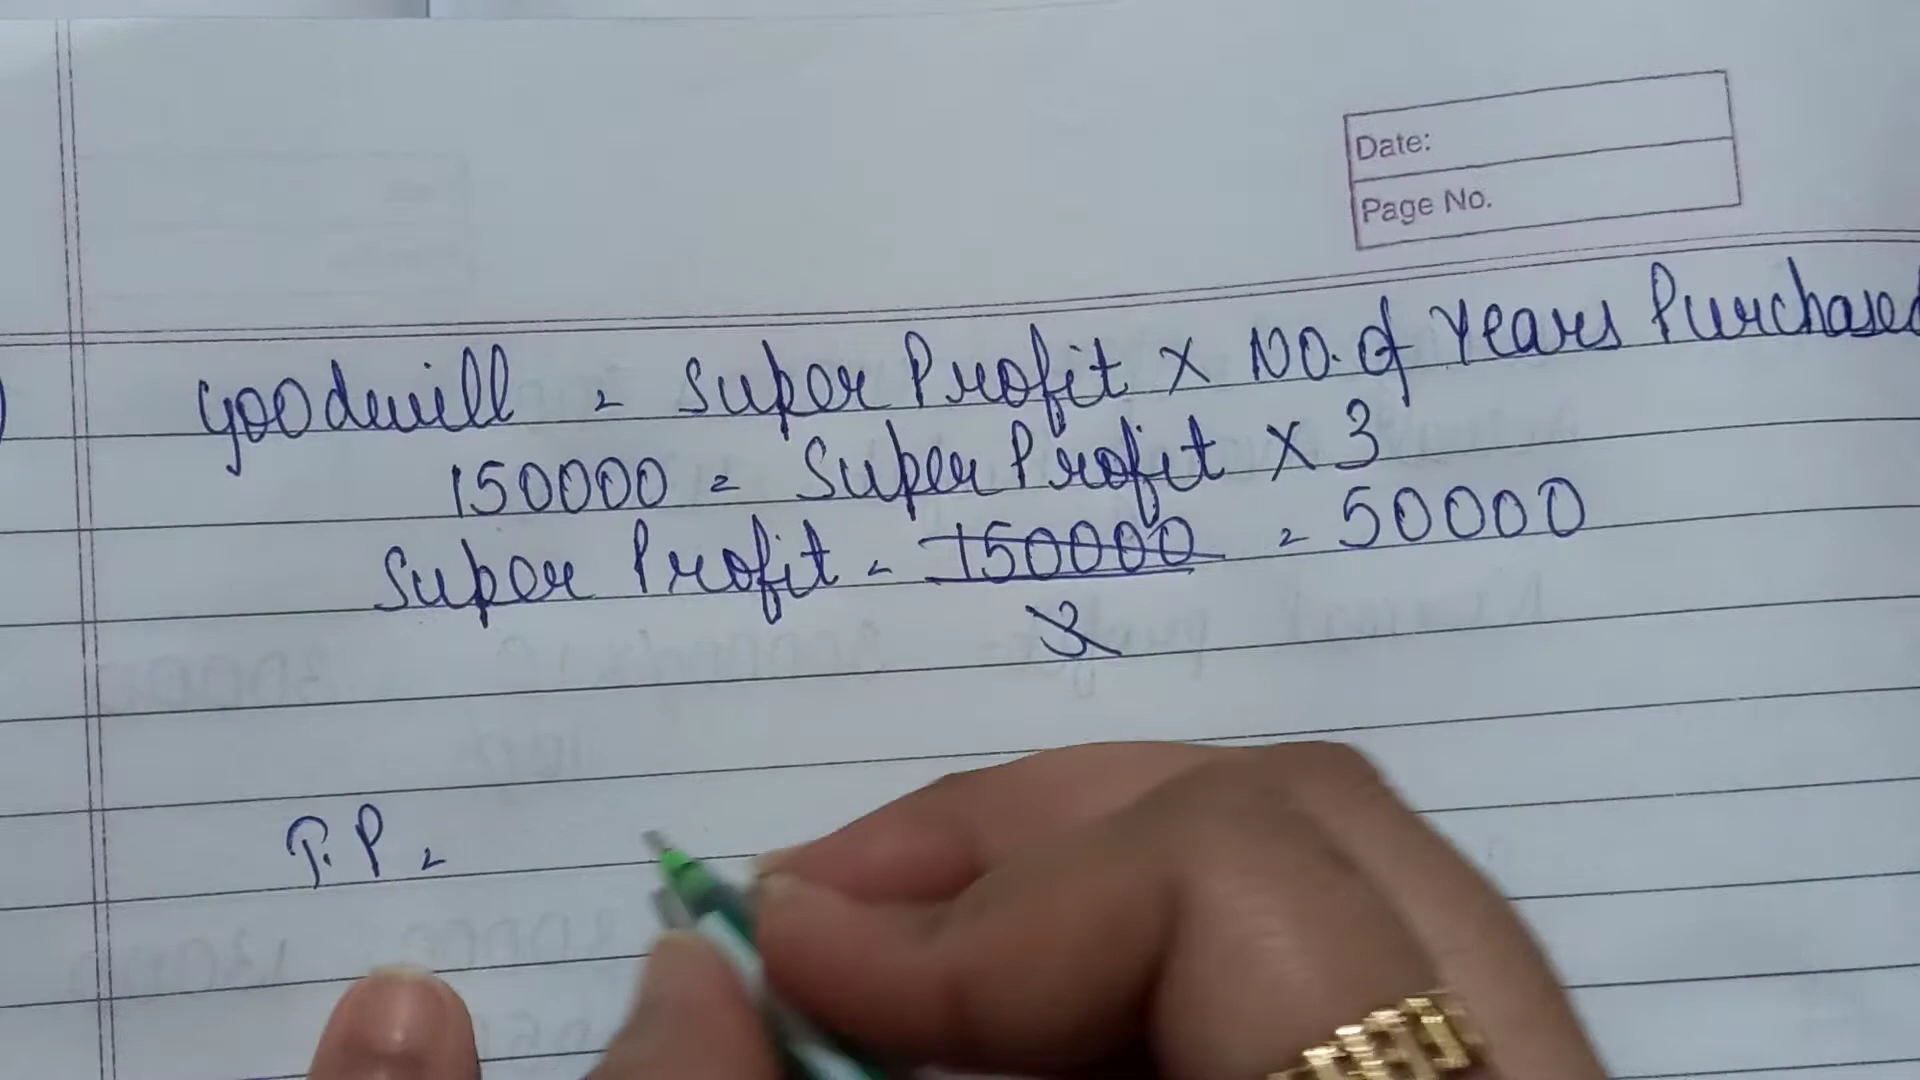 Date:
Page No.
Goodwill = Super Profit × NO. of Years Purchased
150000 = Super Profit × 3
Super Profit = 150000 / 3 = 50000
T.P =